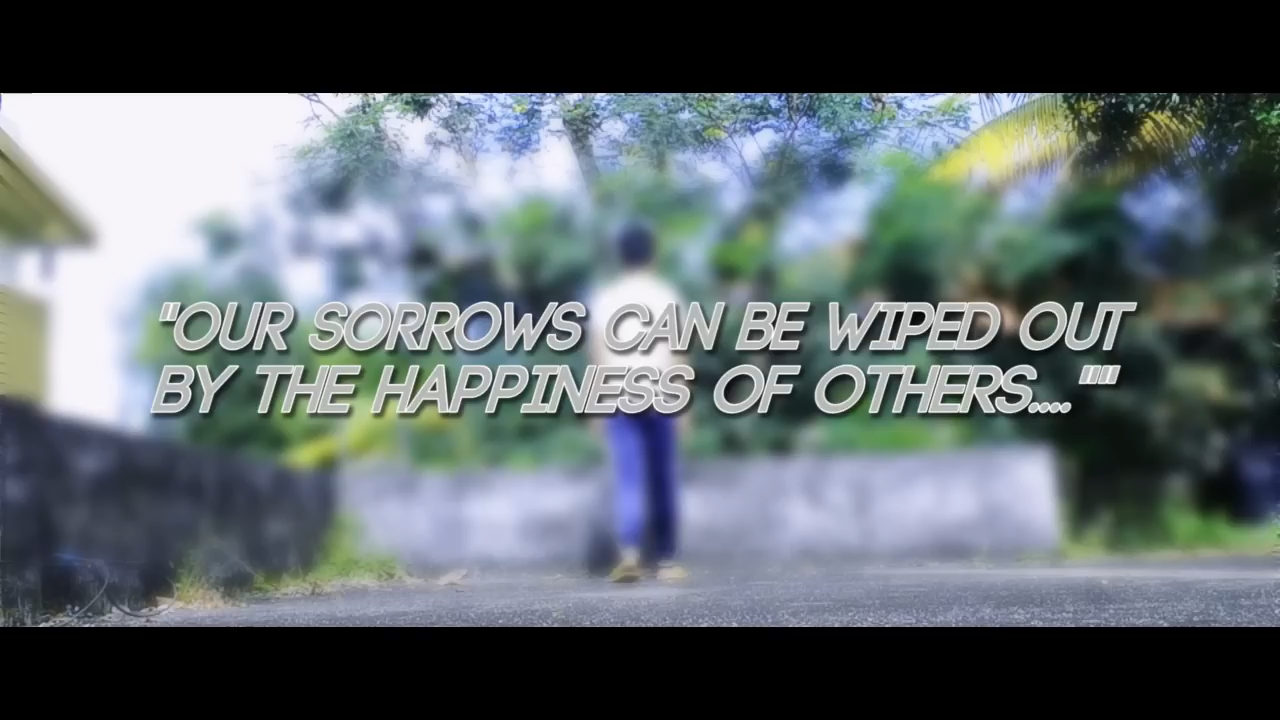 "OUR SORROWS CAN BE WIPED OUT
BY THE HAPPINESS OF OTHERS.... ""